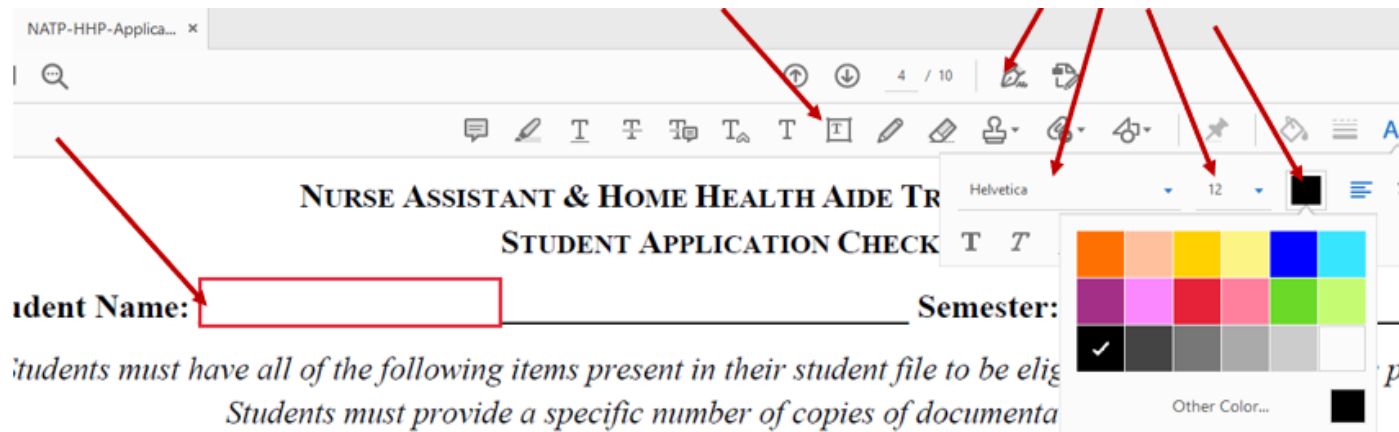 NATP-HHP-Applica... ×
4 / 10
Helvetica 12
NURSE ASSISTANT & HOME HEALTH AIDE TR
STUDENT APPLICATION CHECK
udent Name: Semester:
Students must have all of the following items present in their student file to be elig p
Students must provide a specific number of copies of documenta
Other Color...